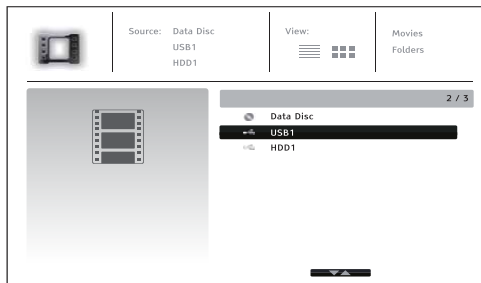 Source: Data Disc
USB1
HDD1
View:
Movies
Folders
2 / 3
Data Disc
USB1
HDD1